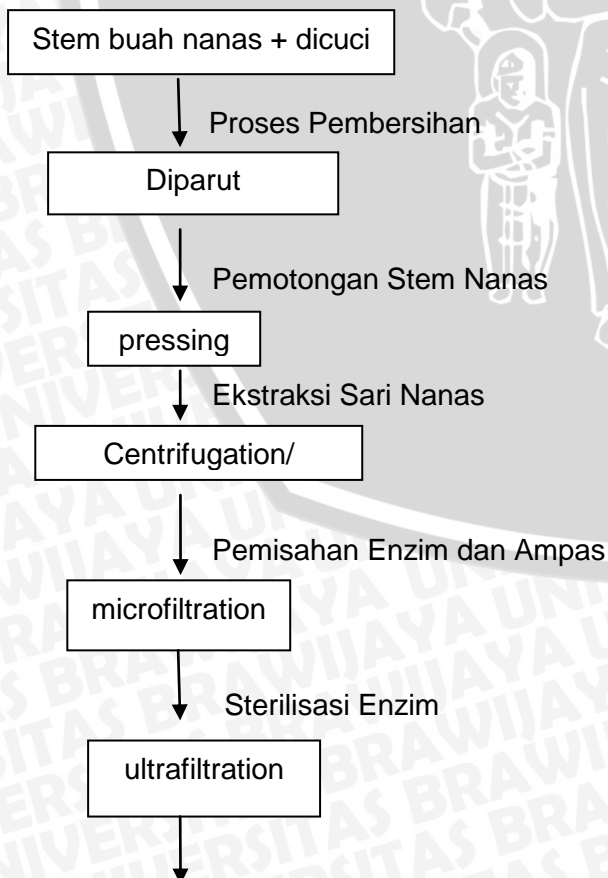 Stem buah nanas + dicuci
Proses Pembersihan
Diparut
Pemotongan Stem Nanas
pressing
Ekstraksi Sari Nanas
Centrifugation/
Pemisahan Enzim dan Ampas
microfiltration
Sterilisasi Enzim
ultrafiltration